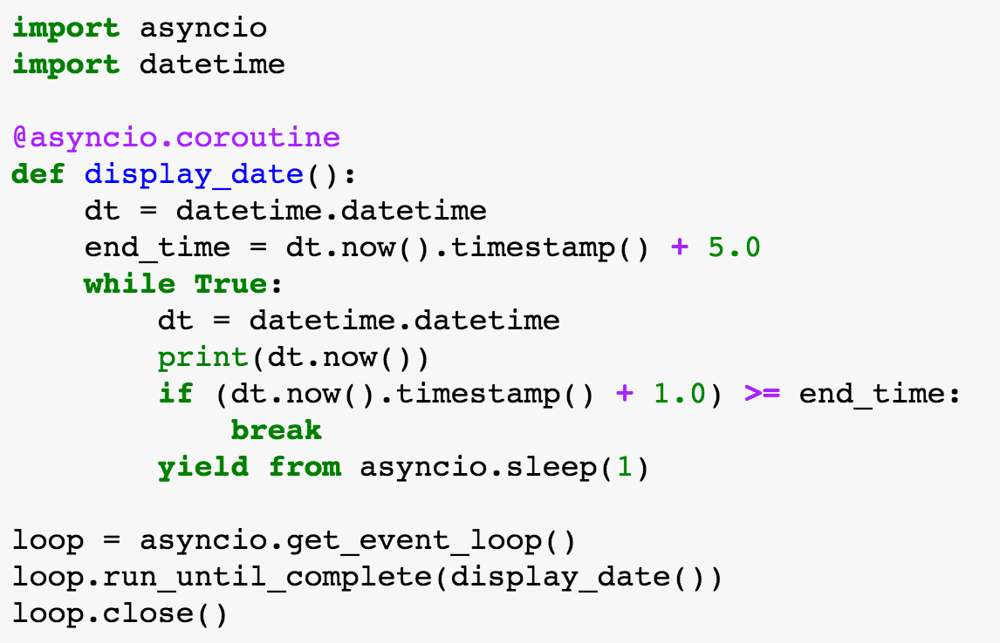 import asyncio
import datetime

@asyncio.coroutine
def display_date():
    dt = datetime.datetime
    end_time = dt.now().timestamp() + 5.0
    while True:
        dt = datetime.datetime
        print(dt.now())
        if (dt.now().timestamp() + 1.0) >= end_time:
            break
        yield from asyncio.sleep(1)

loop = asyncio.get_event_loop()
loop.run_until_complete(display_date())
loop.close()